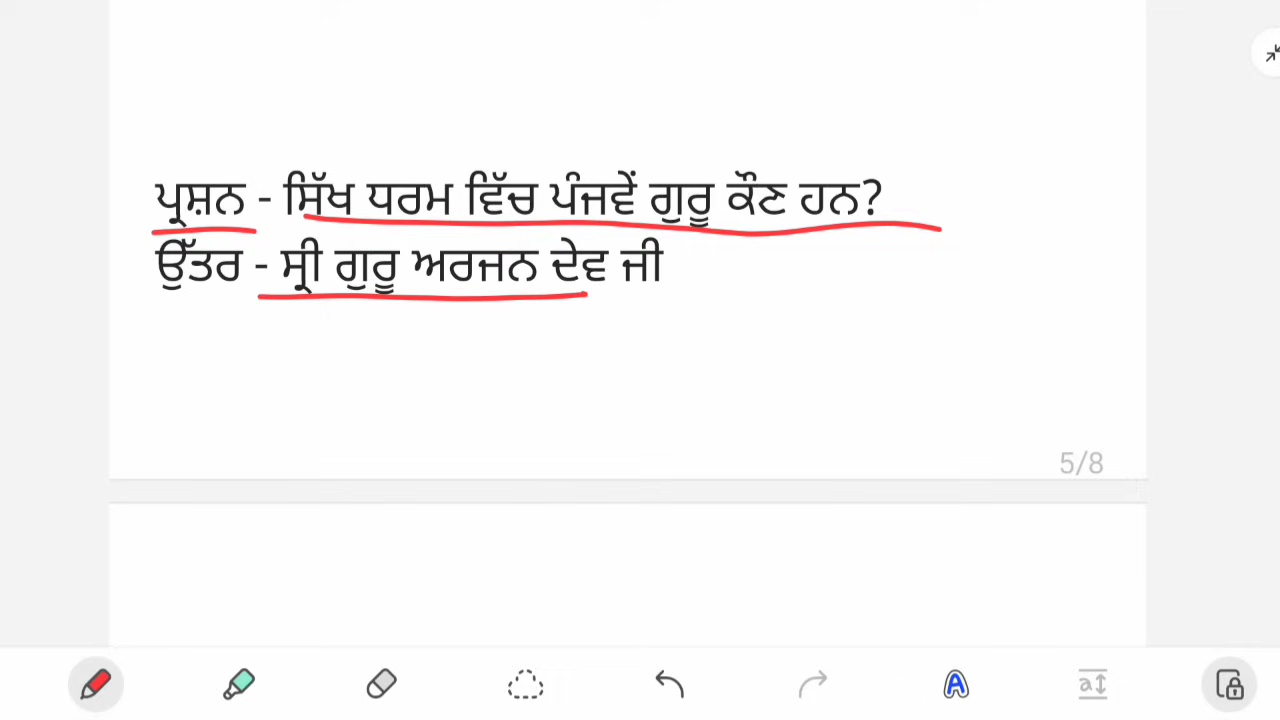 ਪ੍ਰਸ਼ਨ - ਸਿੱਖ ਧਰਮ ਵਿੱਚ ਪੰਜਵੇਂ ਗੁਰੂ ਕੌਣ ਹਨ?
ਉੱਤਰ - ਸ੍ਰੀ ਗੁਰੂ ਅਰਜਨ ਦੇਵ ਜੀ
5/8
A
a